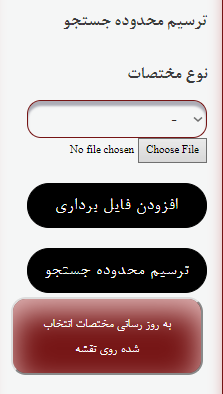 ترسیم محدوده جستجو
نوع مختصات
-
Choose File No file chosen
افزودن فایل برداری
ترسیم محدوده جستجو
به روز رسانی مختصات انتخاب
شده روی نقشه